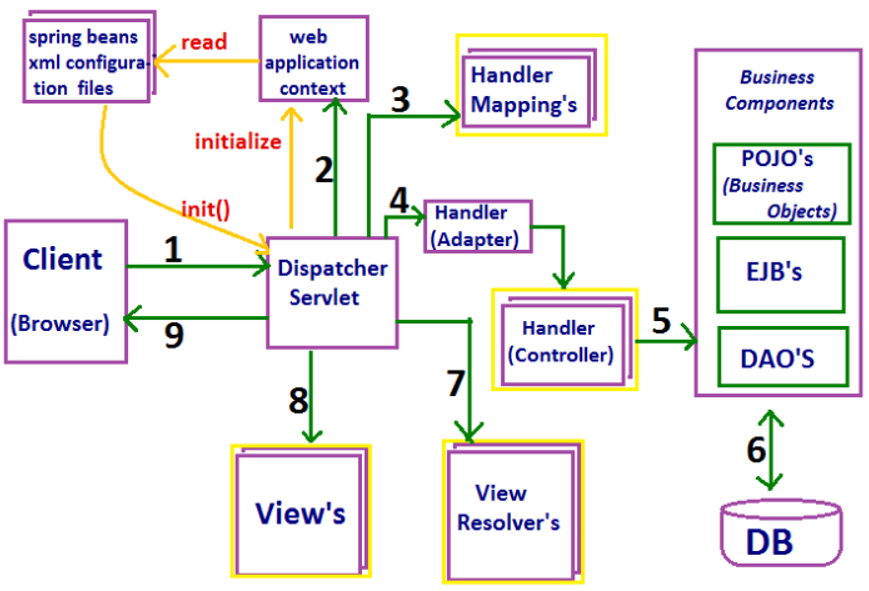 spring beans
xml configura-
tion files
read
web
application
context
initialize
init()
2
3
Handler
Mapping's
4
Handler
(Adapter)
Client
(Browser)
1
9
Dispatcher
Servlet
Handler
(Controller)
5
Business
Components
POJO's
(Business
Objects)
EJB's
DAO'S
6
DB
7
View
Resolver's
8
View's